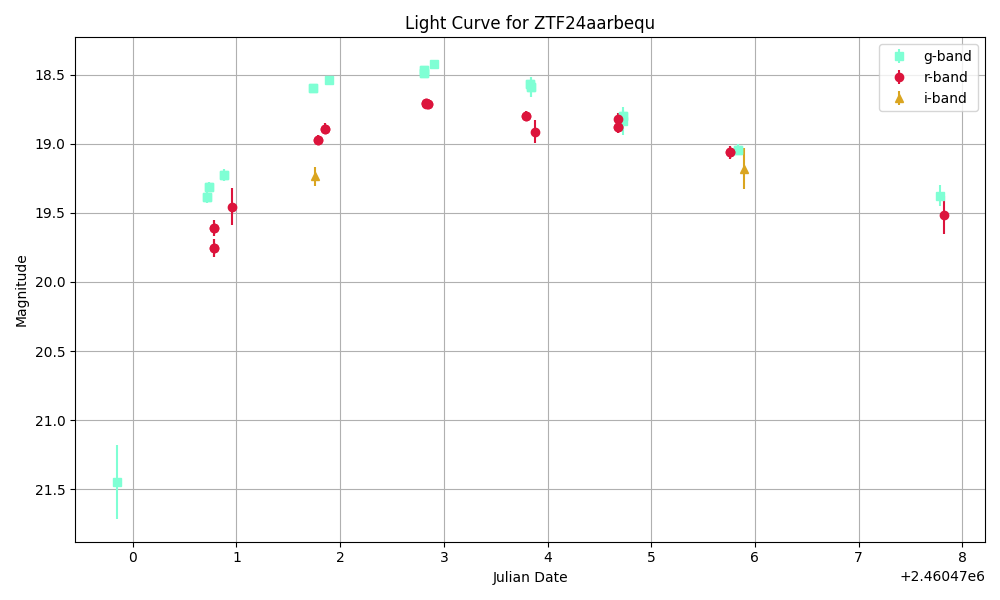 Light Curve for ZTF24aarbequ
g-band
r-band
i-band
Magnitude
18.5
19.0
19.5
20.0
20.5
21.0
21.5
0 1 2 3 4 5 6 7 8
Julian Date
+2.46047e6